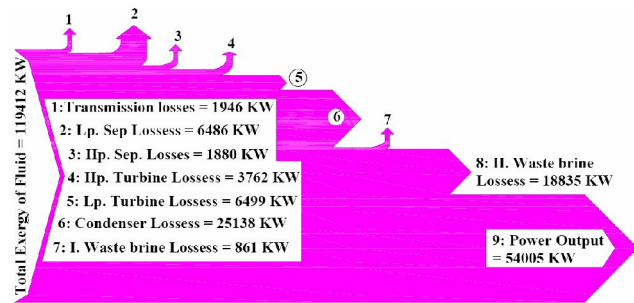 1
2
3
4
5
6
7
Total Exergy of Fluid = 119412 KW
1:Transmission losses = 1946 KW
2: Lp. Sep Lossess = 6486 KW
3: Hp. Sep. Losses = 1880 KW
4: Hp. Turbine Lossess = 3762 KW
5: Lp. Turbine Lossess = 6499 KW
6: Condenser Lossess = 25138 KW
7: I. Waste brine Lossess = 861 KW
8: II. Waste brine
Lossess = 18835 KW
9: Power Output
= 54005 KW